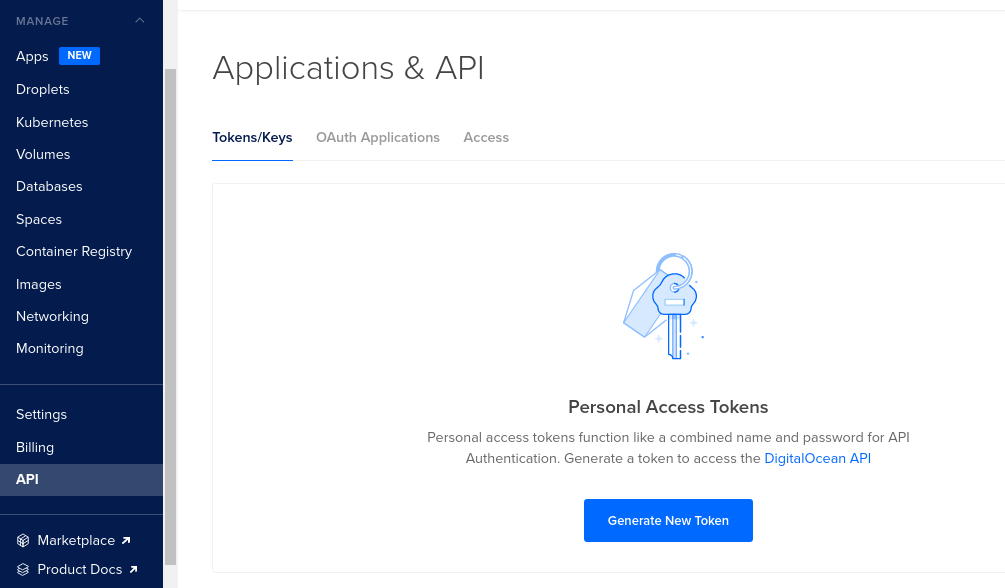 MANAGE
Apps NEW
Droplets
Kubernetes
Volumes
Databases
Spaces
Container Registry
Images
Networking
Monitoring
Settings
Billing
API
Marketplace
Product Docs
Applications & API
Tokens/Keys OAuth Applications Access
Personal Access Tokens
Personal access tokens function like a combined name and password for API
Authentication. Generate a token to access the DigitalOcean API
Generate New Token